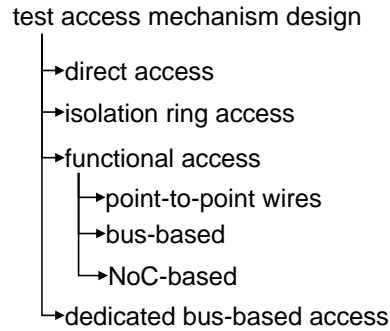 test access mechanism design
direct access
isolation ring access
functional access
point-to-point wires
bus-based
NoC-based
dedicated bus-based access